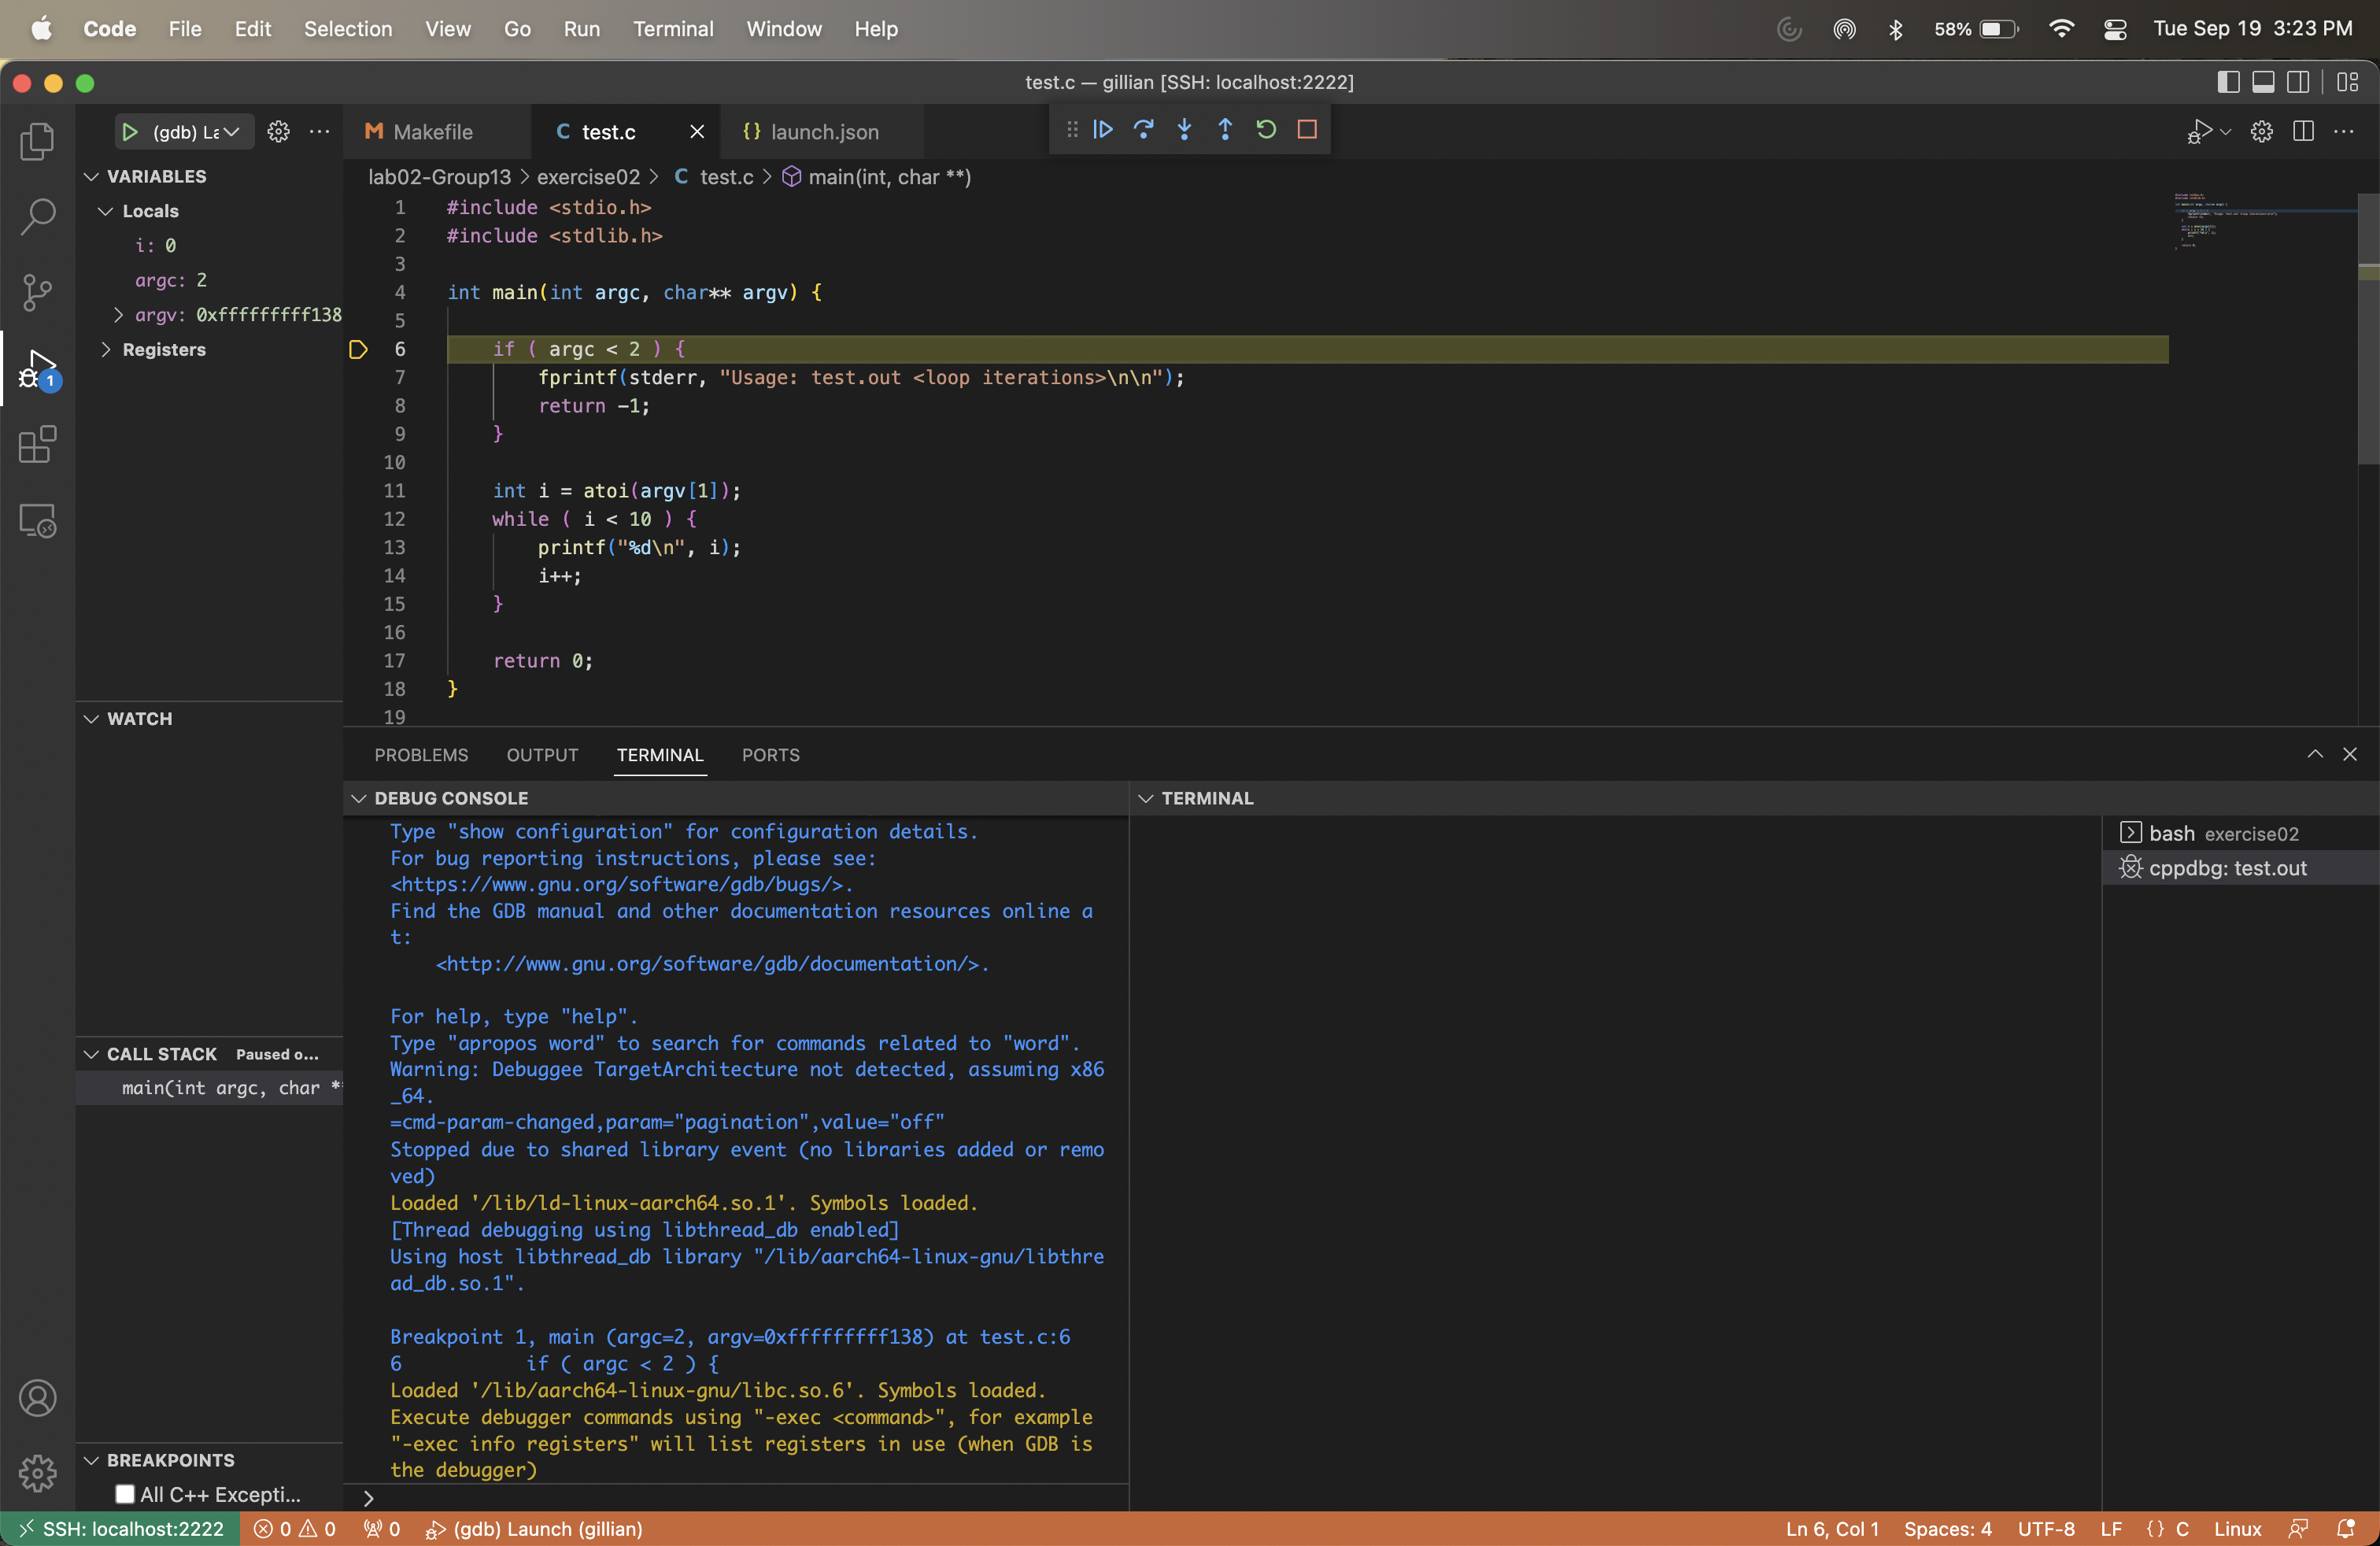 Code File Edit Selection View Go Run Terminal Window Help 58% Tue Sep 19 3:23 PM
test.c — gillian [SSH: localhost:2222]
(gdb) La
Makefile
C test.c
{} launch.json
lab02-Group13 > exercise02 > C test.c > main(int, char **)
VARIABLES
Locals
i: 0
argc: 2
argv: 0xfffffffff138
Registers
1
1 #include <stdio.h>
2 #include <stdlib.h>
3
4 int main(int argc, char** argv) {
5
6 if ( argc < 2 ) {
7 fprintf(stderr, "Usage: test.out <loop iterations>\n\n");
8 return -1;
9 }
10
11 int i = atoi(argv[1]);
12 while ( i < 10 ) {
13 printf("%d\n", i);
14 i++;
15 }
16
17 return 0;
18 }
19
WATCH
CALL STACK Paused o...
main(int argc, char **
BREAKPOINTS
All C++ Excepti...
PROBLEMS OUTPUT TERMINAL PORTS
DEBUG CONSOLE
Type "show configuration" for configuration details.
For bug reporting instructions, please see:
<https://www.gnu.org/software/gdb/bugs/>.
Find the GDB manual and other documentation resources online a
t:
<http://www.gnu.org/software/gdb/documentation/>.
For help, type "help".
Type "apropos word" to search for commands related to "word".
Warning: Debuggee TargetArchitecture not detected, assuming x86
_64.
=cmd-param-changed,param="pagination",value="off"
Stopped due to shared library event (no libraries added or remo
ved)
Loaded '/lib/ld-linux-aarch64.so.1'. Symbols loaded.
[Thread debugging using libthread_db enabled]
Using host libthread_db library "/lib/aarch64-linux-gnu/libthre
ad_db.so.1".
Breakpoint 1, main (argc=2, argv=0xfffffffff138) at test.c:6
6 if ( argc < 2 ) {
Loaded '/lib/aarch64-linux-gnu/libc.so.6'. Symbols loaded.
Execute debugger commands using "-exec <command>", for example
"-exec info registers" will list registers in use (when GDB is
the debugger)
TERMINAL
bash exercise02
cppdbg: test.out
SSH: localhost:2222 0 0 0 (gdb) Launch (gillian) Ln 6, Col 1 Spaces: 4 UTF-8 LF {} C Linux